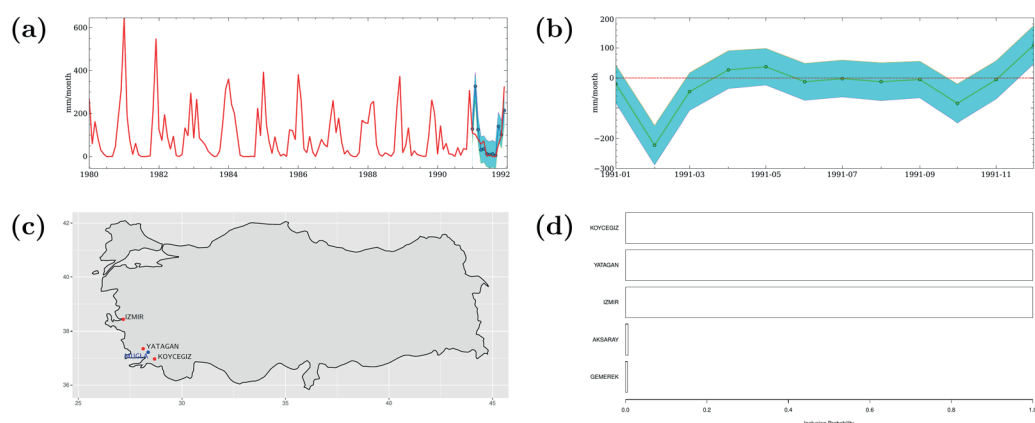 (a)
mm/month
600
400
200
0
1980
1982
1984
1986
1988
1990
1992
(b)
mm/month
200
100
0
−100
−200
−300
1991-01
1991-03
1991-05
1991-07
1991-09
1991-11
(c)
42
40
38
36
25
30
35
40
45
IZMIR
YATAGAN
MUGLA
KOYCEGIZ
(d)
KOYCEGIZ
YATAGAN
IZMIR
AKSARAY
GEMEREK
0.0
0.2
0.4
0.6
0.8
1.0
Inclusion Probability